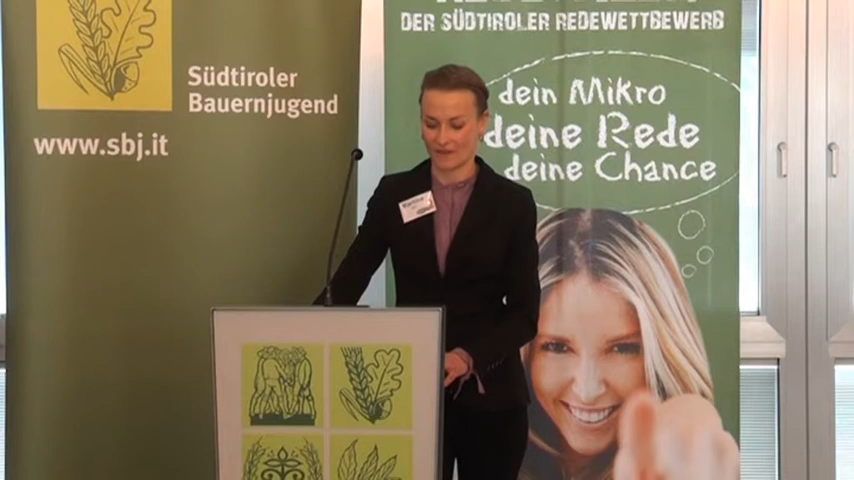 Südtiroler
Bauernjugend
www.sbj.it
DER SÜDTIROLER REDEWETTBEWERB
dein Mikro
deine Rede
deine Chance